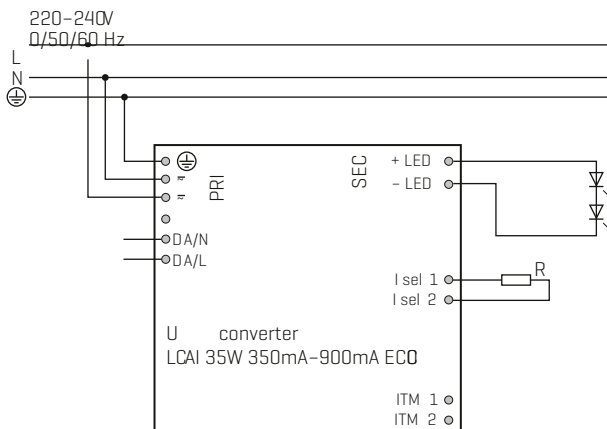 220-240V
0/50/60 Hz
L
N
PRI
SEC
+ LED
- LED
DA/N
DA/L
I sel 1
I sel 2
R
U converter
LCAI 35W 350mA-900mA ECO
ITM 1
ITM 2